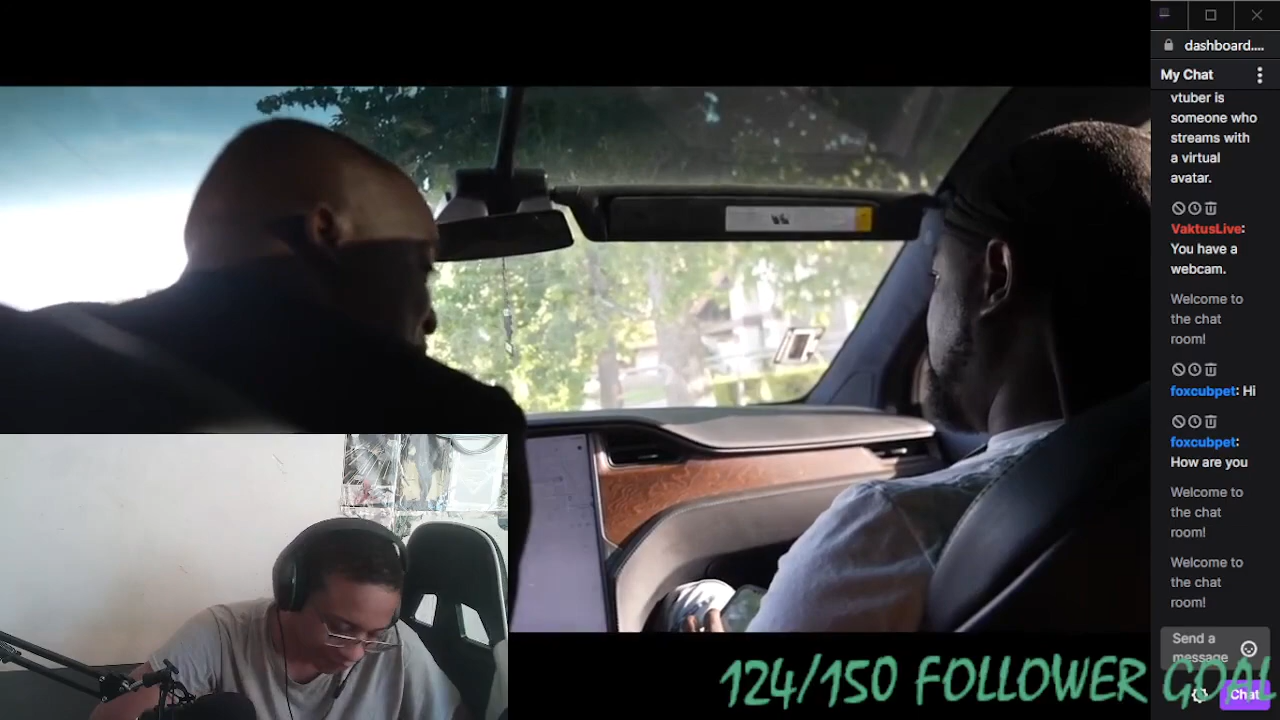 dashboard....
My Chat
vtuber is
someone who
streams with
a virtual
avatar.
VaktusLive:
You have a
webcam.
Welcome to
the chat
room!
foxcubpet: Hi
foxcubpet:
How are you
Welcome to
the chat
room!
Welcome to
the chat
room!
Send a
message
Chat
124/150 FOLLOWER GOAL